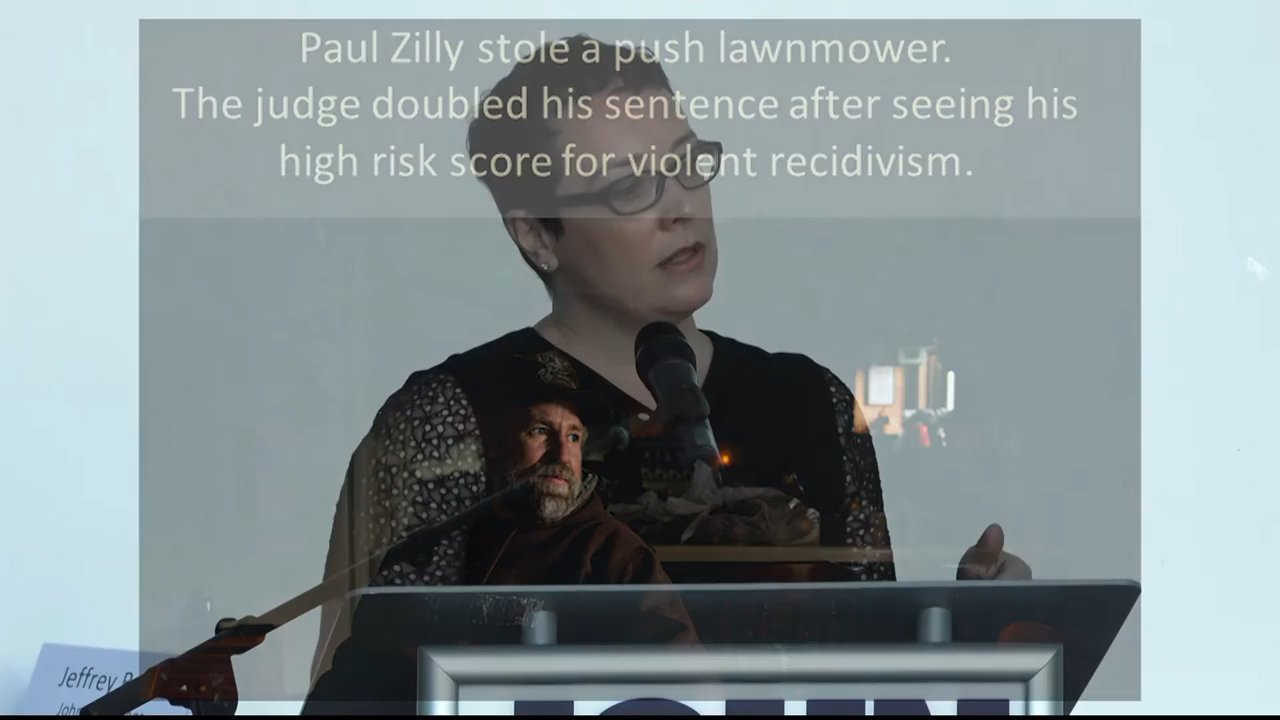 Paul Zilly stole a push lawnmower.
The judge doubled his sentence after seeing his
high risk score for violent recidivism.
Jeffrey